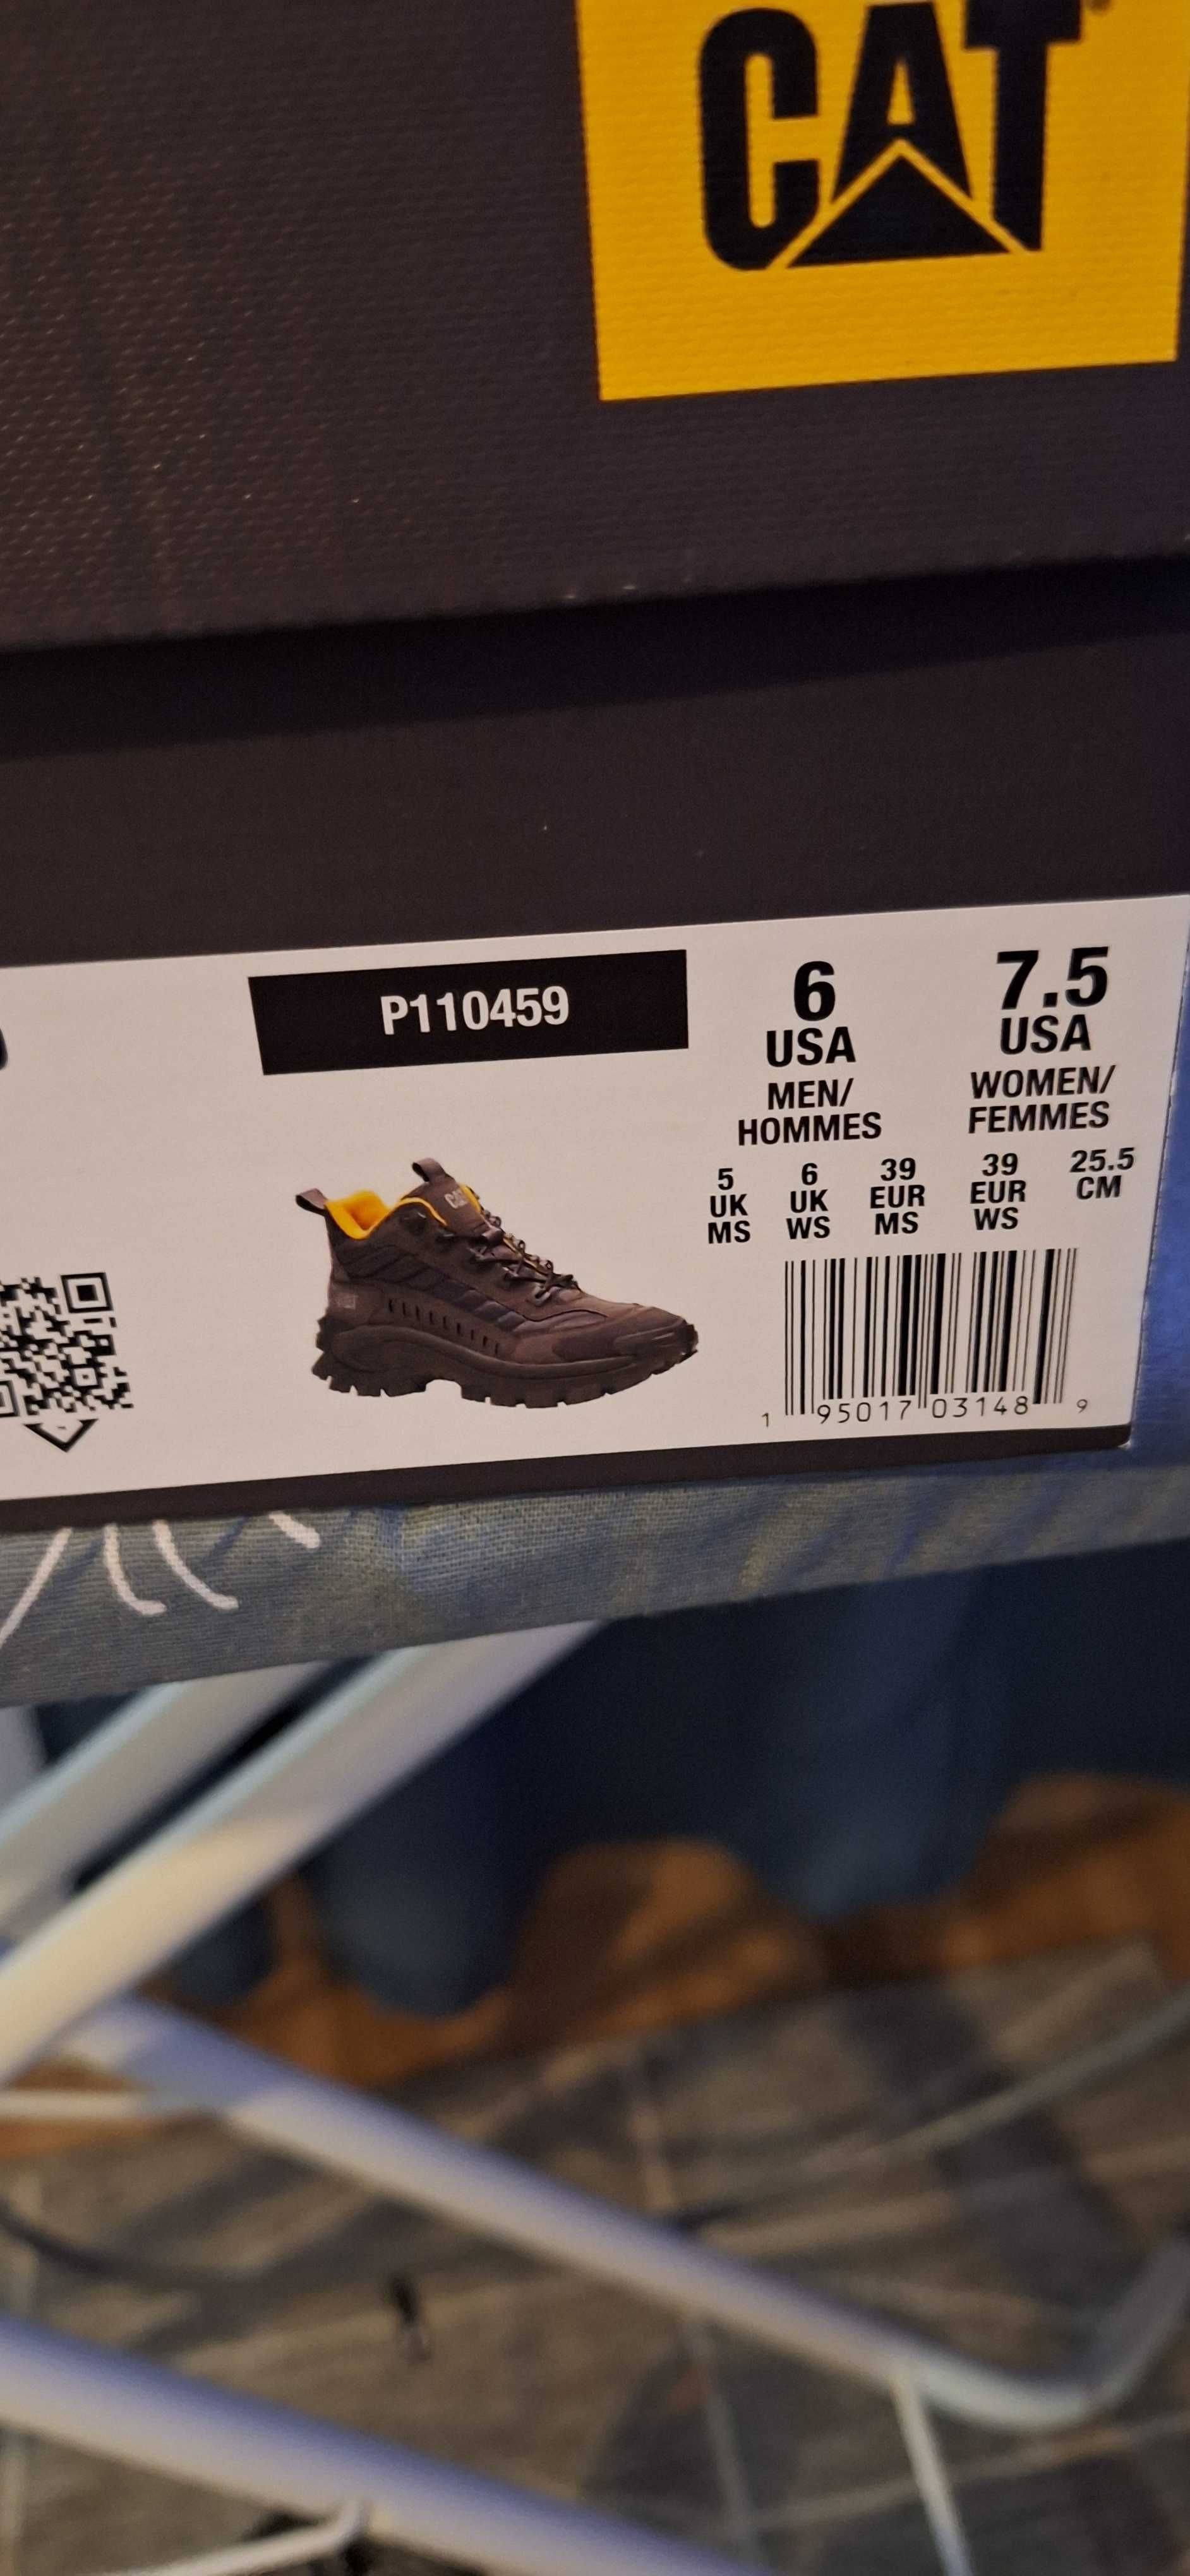 CAT
P110459
6
USA
MEN/
HOMMES
7.5
USA
WOMEN/
FEMMES
5
UK
MS
6
UK
WS
39
EUR
MS
39
EUR
WS
25.5
CM
CAT
1 95017 03148 9